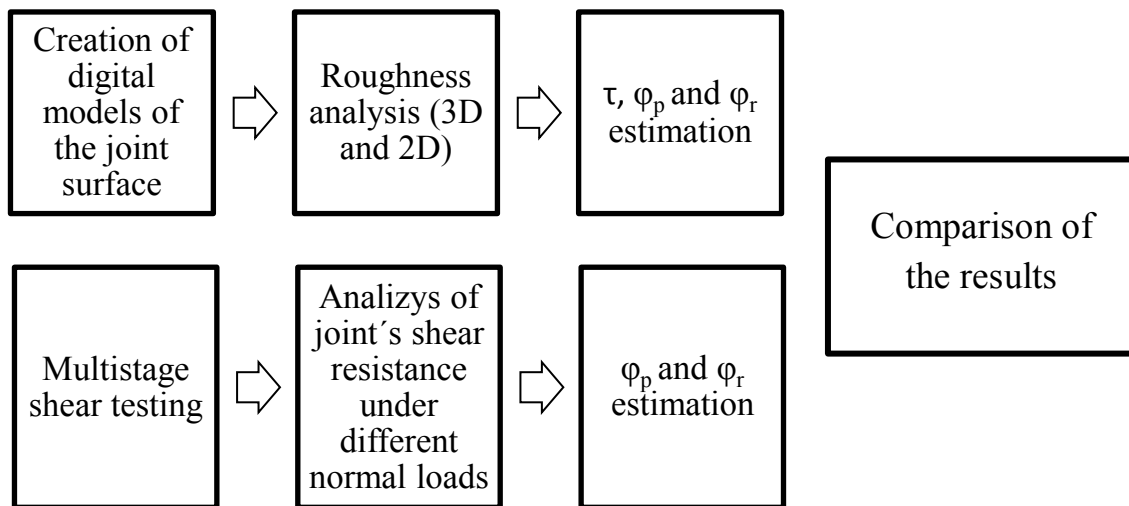 Creation of
digital
models of
the joint
surface
Roughness
analysis (3D
and 2D)
τ, φp and φr
estimation
Comparison of
the results
Multistage
shear testing
Analizys of
joint´s shear
resistance
under
different
normal loads
φp and φr
estimation